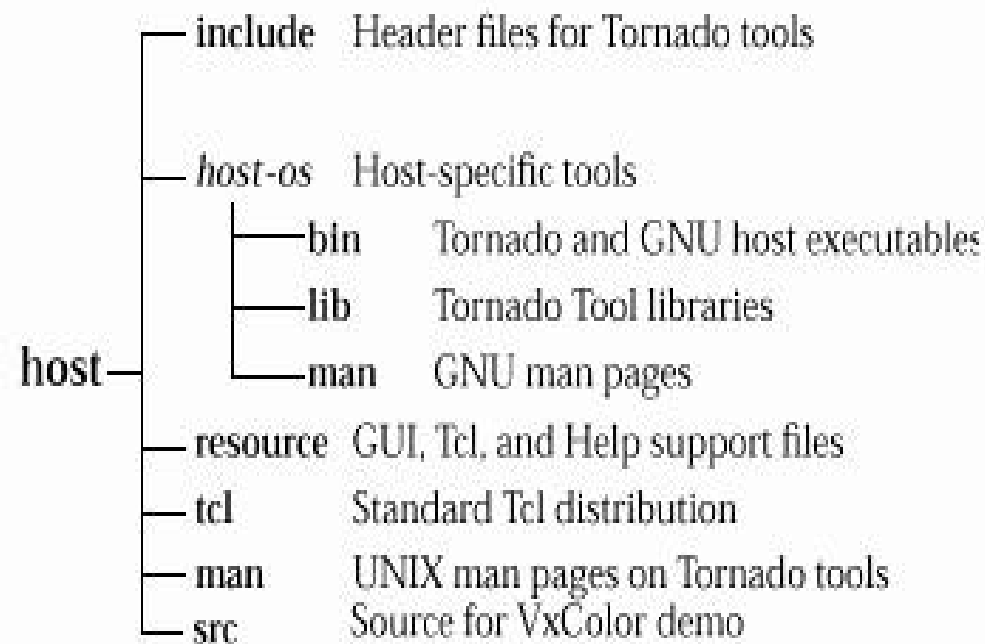 include Header files for Tornado tools
host-os Host-specific tools
bin Tornado and GNU host executables
lib Tornado Tool libraries
host
man GNU man pages
resource GUI, Tcl, and Help support files
tcl Standard Tcl distribution
man UNIX man pages on Tornado tools
src Source for VxColor demo